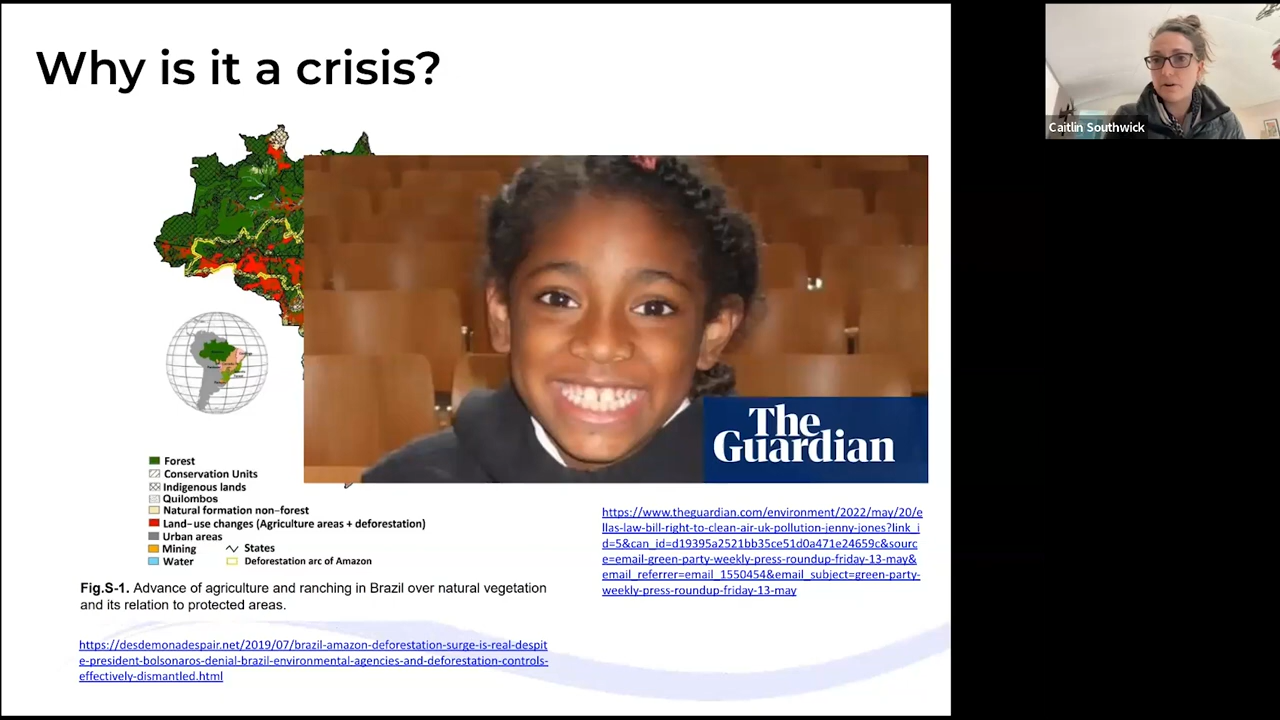 Why is it a crisis?
Caitlin Southwick
The
Guardian
Forest
Conservation Units
Indigenous lands
Quilombos
Natural formation non-forest
Land-use changes (Agriculture areas + deforestation)
Urban areas
Mining
States
Water
Deforestation arc of Amazon
Fig.S-1. Advance of agriculture and ranching in Brazil over natural vegetation
and its relation to protected areas.
https://www.theguardian.com/environment/2022/may/20/e
llas-law-bill-right-to-clean-air-uk-pollution-jenny-jones?link_i
d=5&can_id=d19395a2521bb35ce51d0a471e24659c&sourc
e=email-green-party-weekly-press-roundup-friday-13-may&
email_referrer=email_1550454&email_subject=green-party-
weekly-press-roundup-friday-13-may
https://desdemonadespair.net/2019/07/brazil-amazon-deforestation-surge-is-real-despit
e-president-bolsonaros-denial-brazil-environmental-agencies-and-deforestation-controls-
effectively-dismantled.html